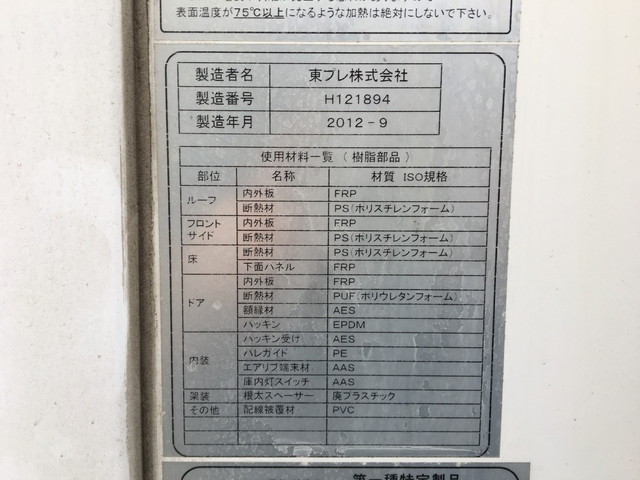 表面温度が75℃以上になるような加熱は絶対にしないで下さい。
製造者名 東プレ株式会社
製造番号 H121894
製造年月 2012-9
使用材料一覧（樹脂部品）
部位 名称 材質 ISO規格
ルーフ 内外板 FRP
断熱材 PS(ポリスチレンフォーム)
フロントサイド 内外板 FRP
断熱材 PS(ポリスチレンフォーム)
床 断熱材 PS(ポリスチレンフォーム)
下面パネル FRP
ドア 内外板 FRP
断熱材 PUF(ポリウレタンフォーム)
額縁材 AES
パッキン EPDM
内装 パッキン受け AES
パレガイド PE
エアリブ端末材 AAS
庫内灯スイッチ AAS
架装 根太スペーサー 廃プラスチック
その他 配線被覆材 PVC
第一種特定製品